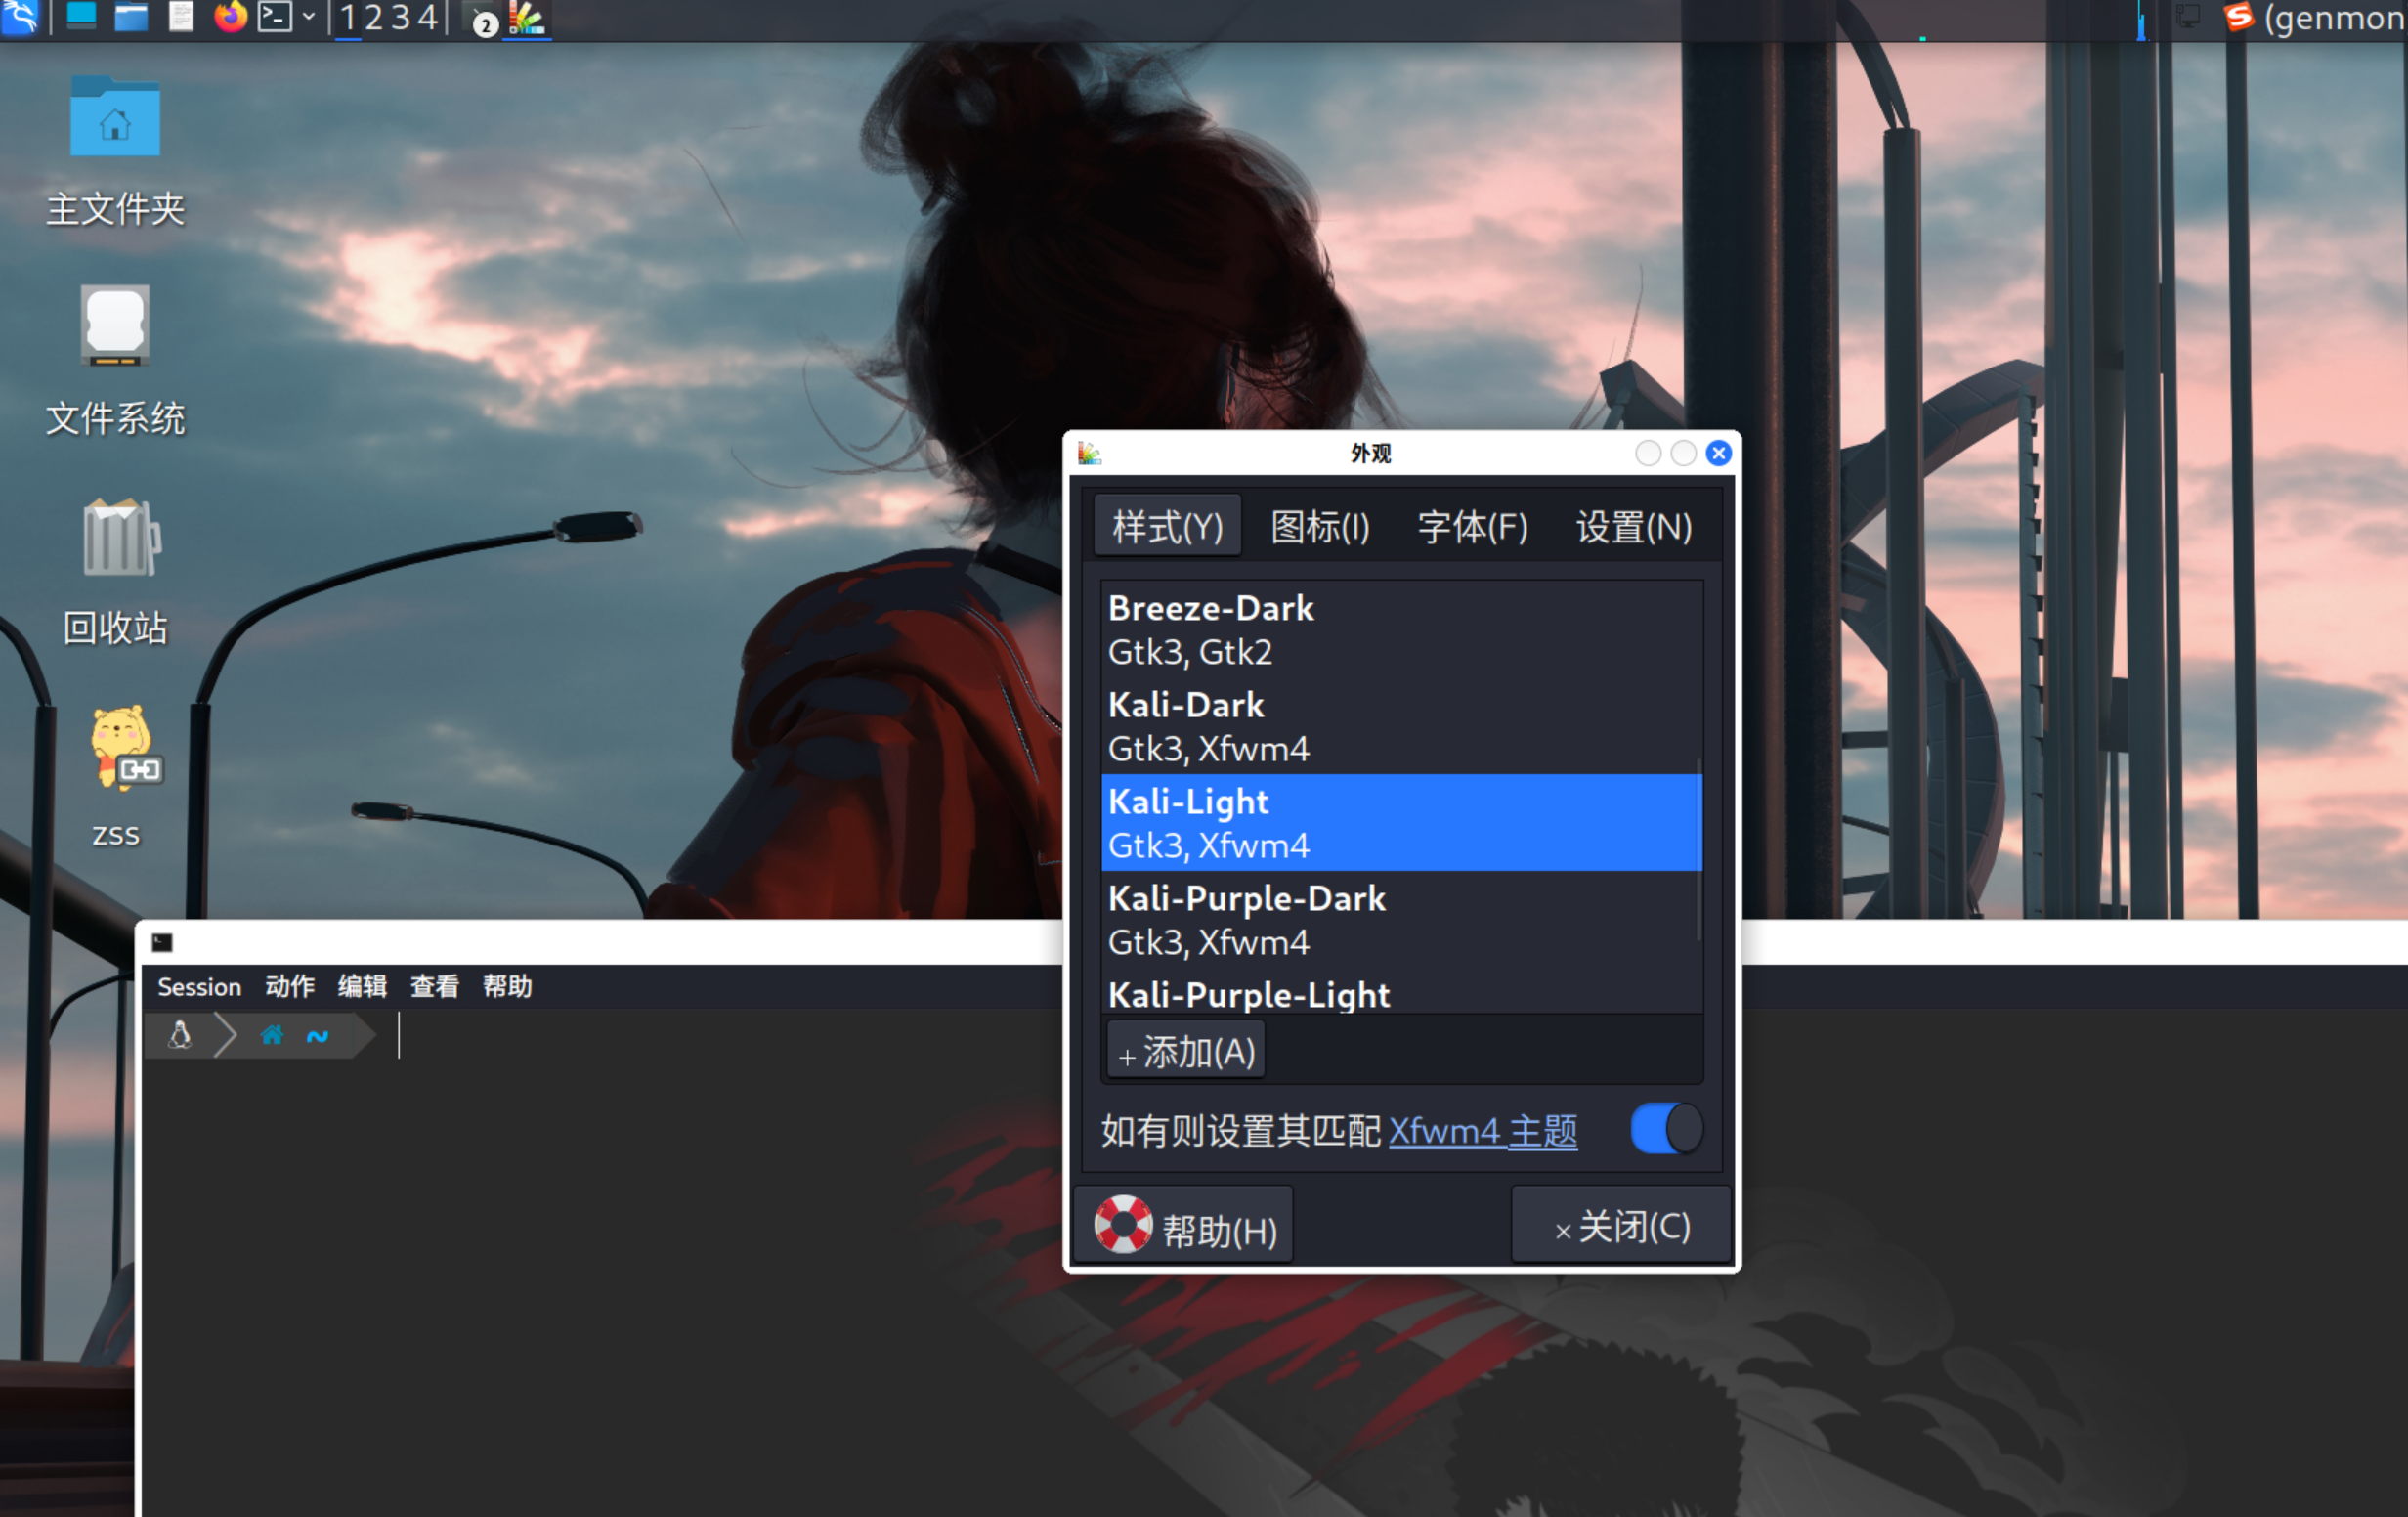 1 2 3 4
2
(genmon
主文件夹
文件系统
回收站
zss
外观
样式(Y) 图标(I) 字体(F) 设置(N)
Breeze-Dark
Gtk3, Gtk2
Kali-Dark
Gtk3, Xfwm4
Kali-Light
Gtk3, Xfwm4
Kali-Purple-Dark
Gtk3, Xfwm4
Kali-Purple-Light
+ 添加(A)
如有则设置其匹配 Xfwm4 主题
帮助(H) × 关闭(C)
Session 动作 编辑 查看 帮助
~